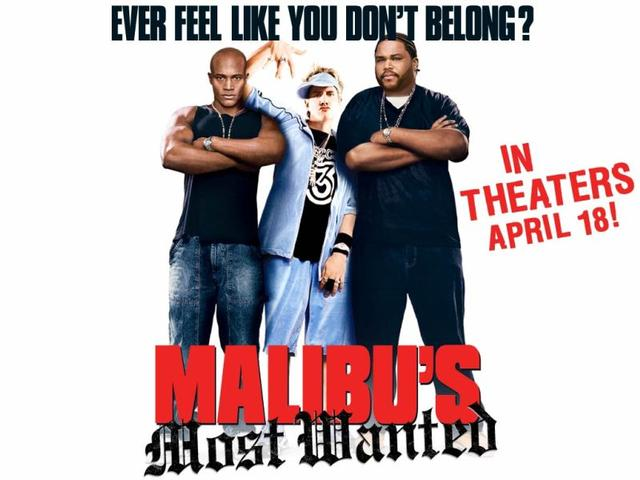 EVER FEEL LIKE YOU DON'T BELONG?
IN
THEATERS
APRIL 18!
MALIBU'S
Most Wanted